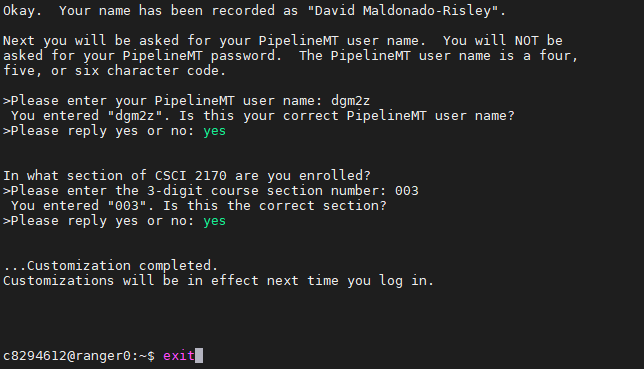 Okay.  Your name has been recorded as "David Maldonado-Risley".
Next you will be asked for your PipelineMT user name.  You will NOT be
asked for your PipelineMT password.  The PipelineMT user name is a four,
five, or six character code.
>Please enter your PipelineMT user name: dgm2z
 You entered "dgm2z". Is this your correct PipelineMT user name?
>Please reply yes or no: yes
In what section of CSCI 2170 are you enrolled?
>Please enter the 3-digit course section number: 003
 You entered "003". Is this the correct section?
>Please reply yes or no: yes
...Customization completed.
Customizations will be in effect next time you log in.
c8294612@ranger0:~$ exit